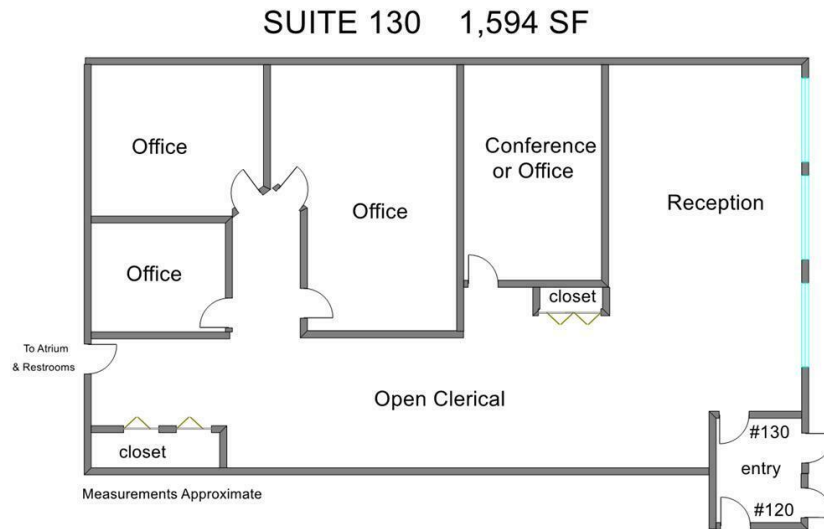 SUITE 130 1,594 SF
Office
Conference
or Office
Office
Reception
Office
closet
To Atrium
& Restrooms
Open Clerical
#130
closet
entry
Measurements Approximate
#120